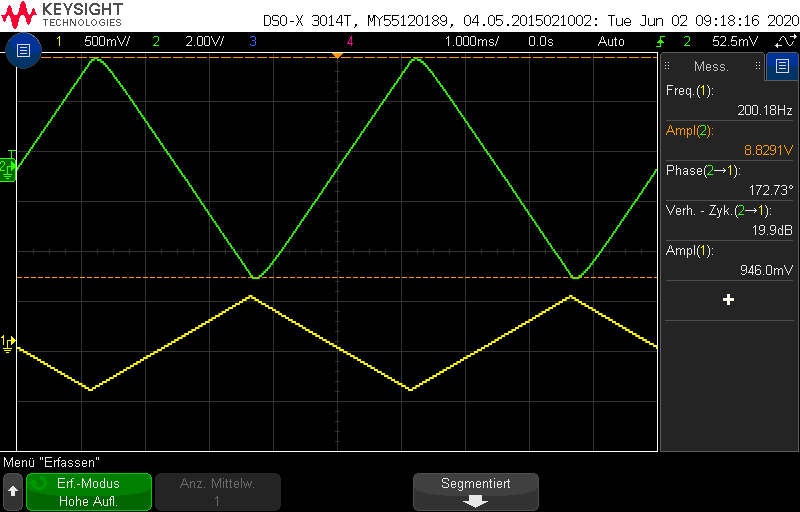 KEYSIGHT
TECHNOLOGIES
DSO-X 3014T, MY55120189, 04.05.2015021002: Tue Jun 02 09:18:16 2020
1 500mV/ 2 2.00V/ 3 4 1.000ms/ 0.0s Auto 2 52.5mV
Mess.
Freq.(1):
200.18Hz
Ampl(2):
8.8291V
Phase(2→1):
172.73°
Verh. - Zyk.(2→1):
19.9dB
Ampl(1):
946.0mV
T
2
1
Menü "Erfassen"
Erf.-Modus
Hohe Aufl.
Anz. Mittelw.
1
Segmentiert